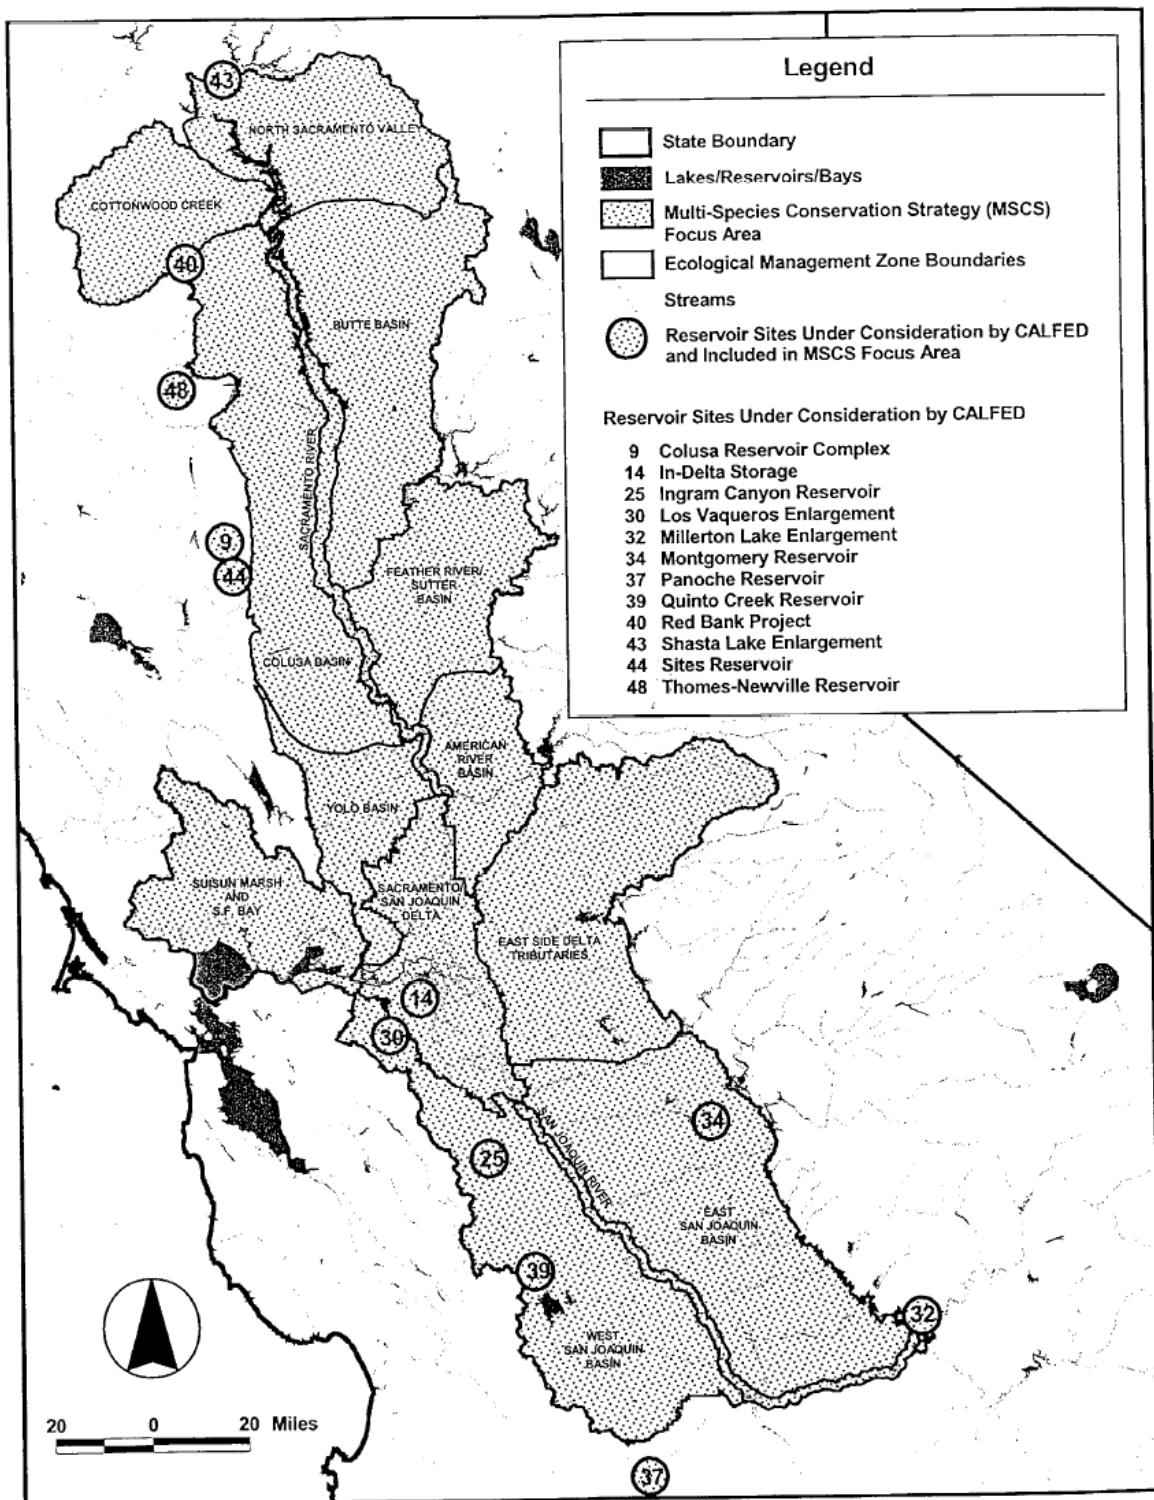 Legend
State Boundary
Lakes/Reservoirs/Bays
Multi-Species Conservation Strategy (MSCS)
Focus Area
Ecological Management Zone Boundaries
Streams
Reservoir Sites Under Consideration by CALFED
and Included in MSCS Focus Area
Reservoir Sites Under Consideration by CALFED
9 Colusa Reservoir Complex
14 In-Delta Storage
25 Ingram Canyon Reservoir
30 Los Vaqueros Enlargement
32 Millerton Lake Enlargement
34 Montgomery Reservoir
37 Panoche Reservoir
39 Quinto Creek Reservoir
40 Red Bank Project
43 Shasta Lake Enlargement
44 Sites Reservoir
48 Thomes-Newville Reservoir
43
NORTH SACRAMENTO VALLEY
COTTONWOOD CREEK
40
BUTTE BASIN
48
SACRAMENTO RIVER
9
44
FEATHER RIVER/
SUTTER
BASIN
COLUSA BASIN
AMERICAN
RIVER
BASIN
YOLO BASIN
SUISUN MARSH
AND
S.F. BAY
SACRAMENTO/
SAN JOAQUIN
DELTA
EAST SIDE DELTA
TRIBUTARIES
14
30
34
SAN JOAQUIN RIVER
25
EAST
SAN JOAQUIN
BASIN
39
32
WEST
SAN JOAQUIN
BASIN
20 0 20 Miles
37